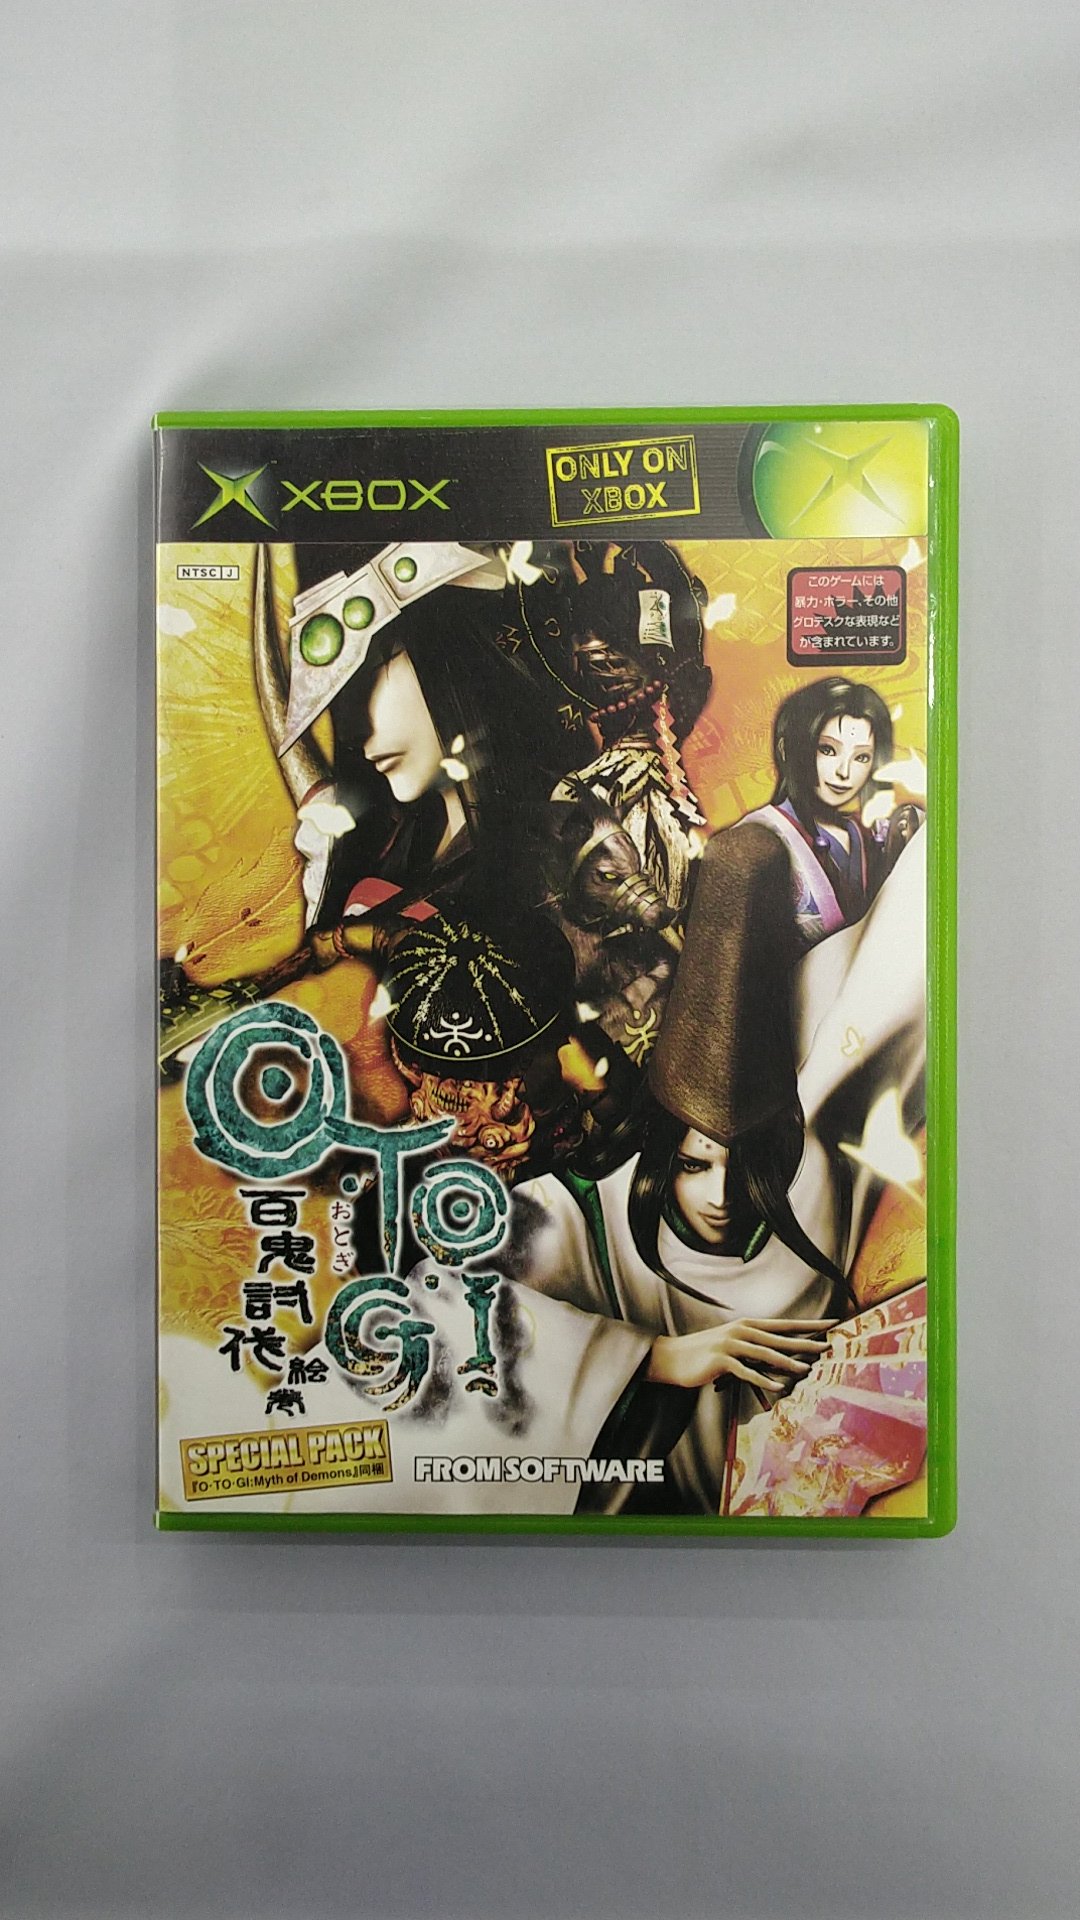 XBOX
ONLY ON
XBOX
NTSC J
このゲームには
暴力・ホラー、その他
グロテスクな表現など
が含まれています。
O・TO・GI
おとぎ
百鬼討伐絵巻
SPECIAL PACK
『O・TO・GI:Myth of Demons』同梱
FROMSOFTWARE